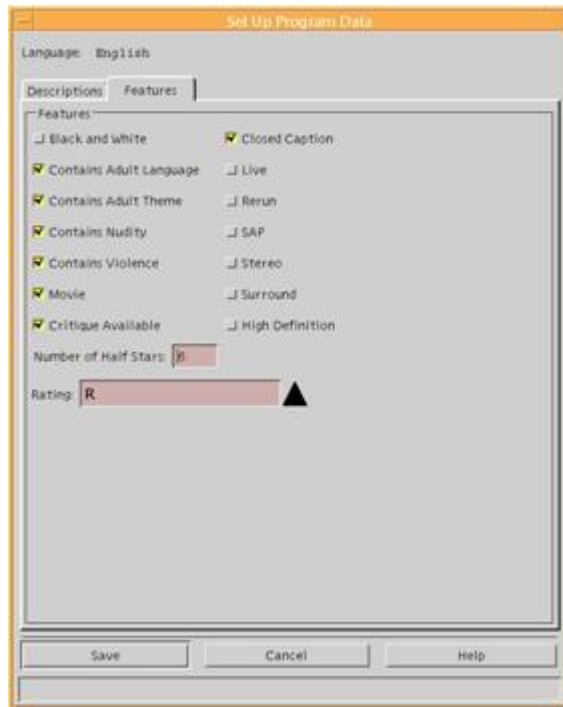 Set Up Program Data
Language: English
Descriptions Features
Features
Black and White Closed Caption
Contains Adult Language Live
Contains Adult Theme Rerun
Contains Nudity SAP
Contains Violence Stereo
Movie Surround
Critique Available High Definition
Number of Half Stars: 6
Rating: R
Save Cancel Help